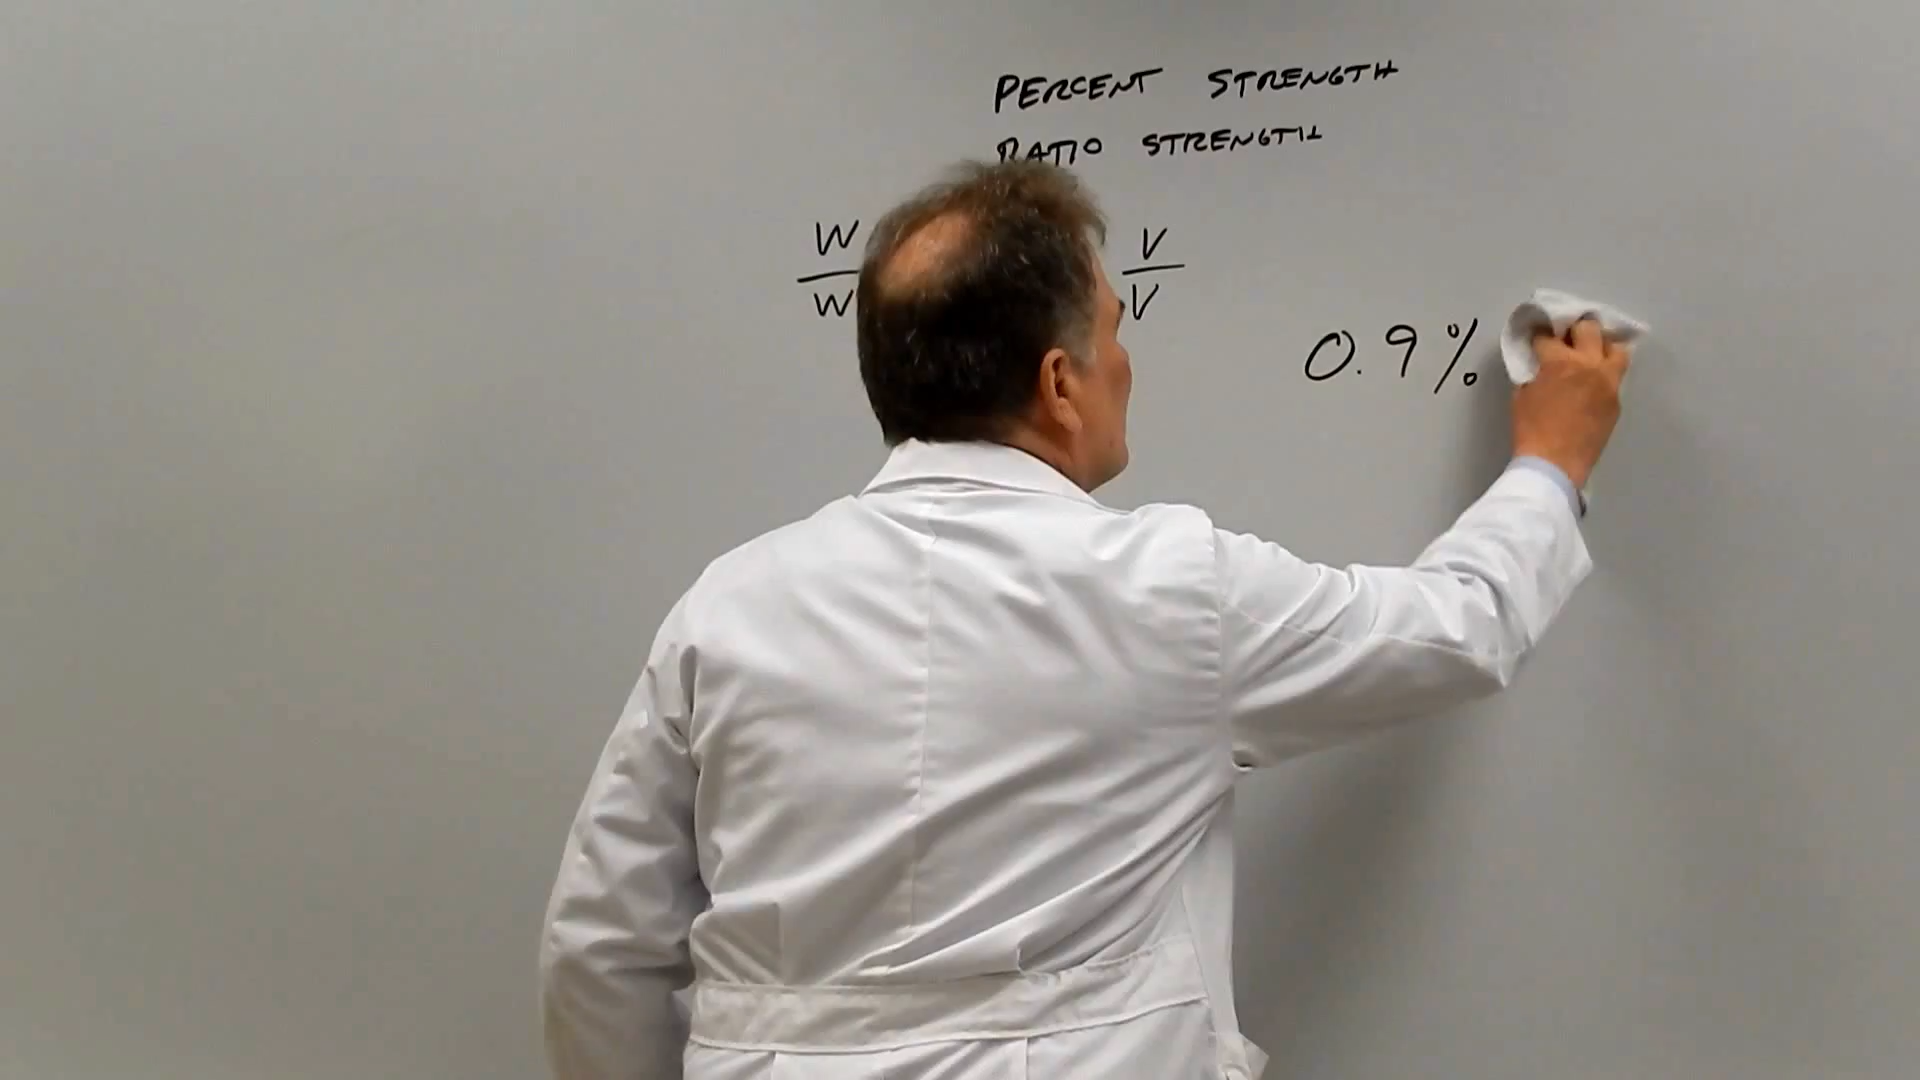 PERCENT STRENGTH
RATIO STRENGTH
W V
W V
0.9%